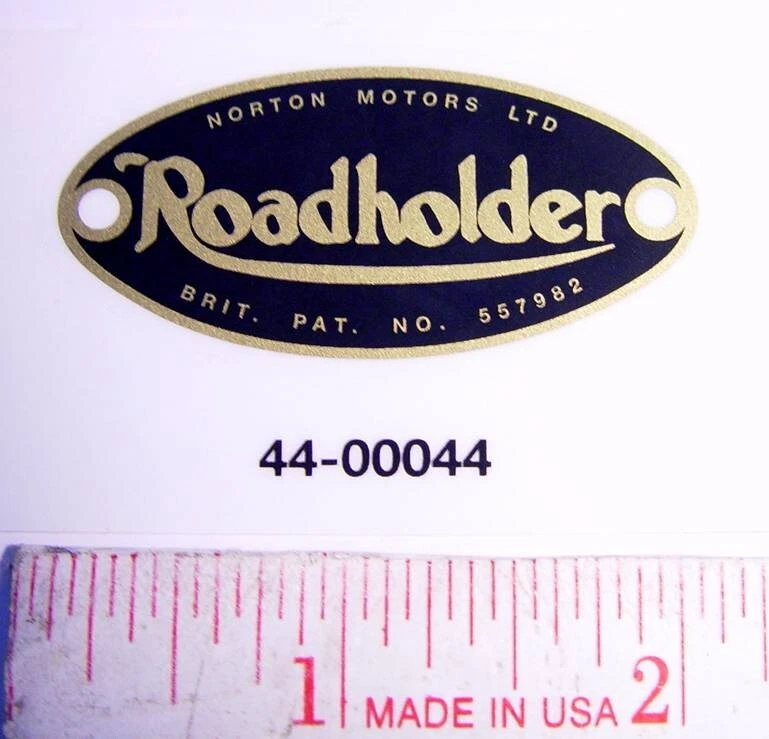 NORTON MOTORS LTD
Roadholder
BRIT. PAT. NO. 557982
44-00044
1 MADE IN USA 2